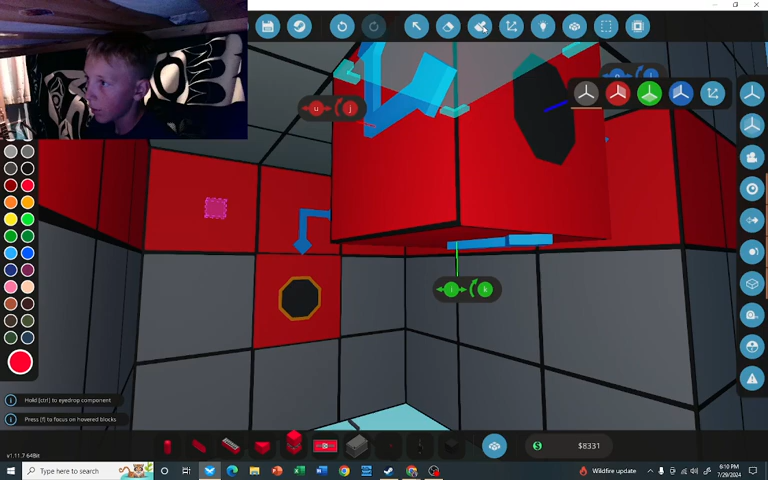 u j
i k
Hold [ctrl] to eyedrop component
Press [f] to focus on hovered blocks
$8331
v1.11.7 64Bit
Type here to search
Wildfire update
6:10 PM
7/29/2024